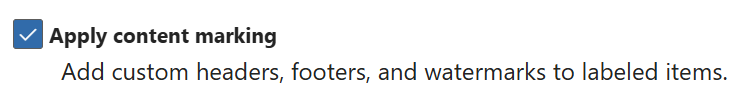 Apply content marking
Add custom headers, footers, and watermarks to labeled items.